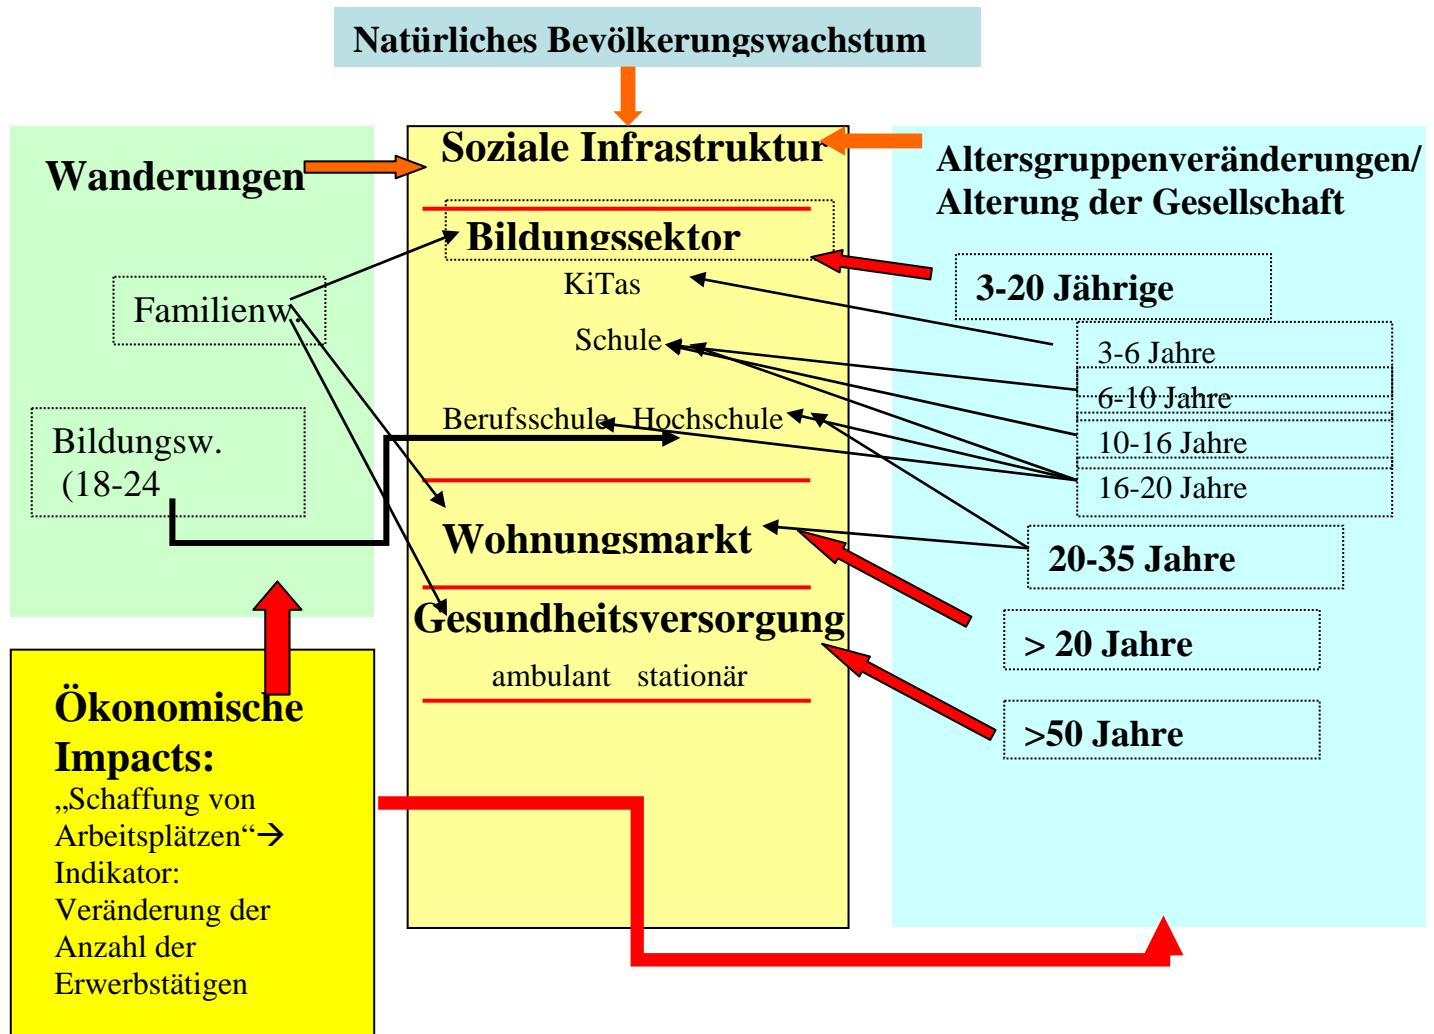 Natürliches Bevölkerungswachstum
Wanderungen
Familienw.
Bildungsw.
(18-24
Soziale Infrastruktur
Bildungssektor
KiTas
Schule
Berufsschule Hochschule
Wohnungsmarkt
Gesundheitsversorgung
ambulant stationär
Altersgruppenveränderungen/
Alterung der Gesellschaft
3-20 Jährige
3-6 Jahre
6-10 Jahre
10-16 Jahre
16-20 Jahre
20-35 Jahre
> 20 Jahre
>50 Jahre
Ökonomische
Impacts:
„Schaffung von
Arbeitsplätzen“→
Indikator:
Veränderung der
Anzahl der
Erwerbstätigen